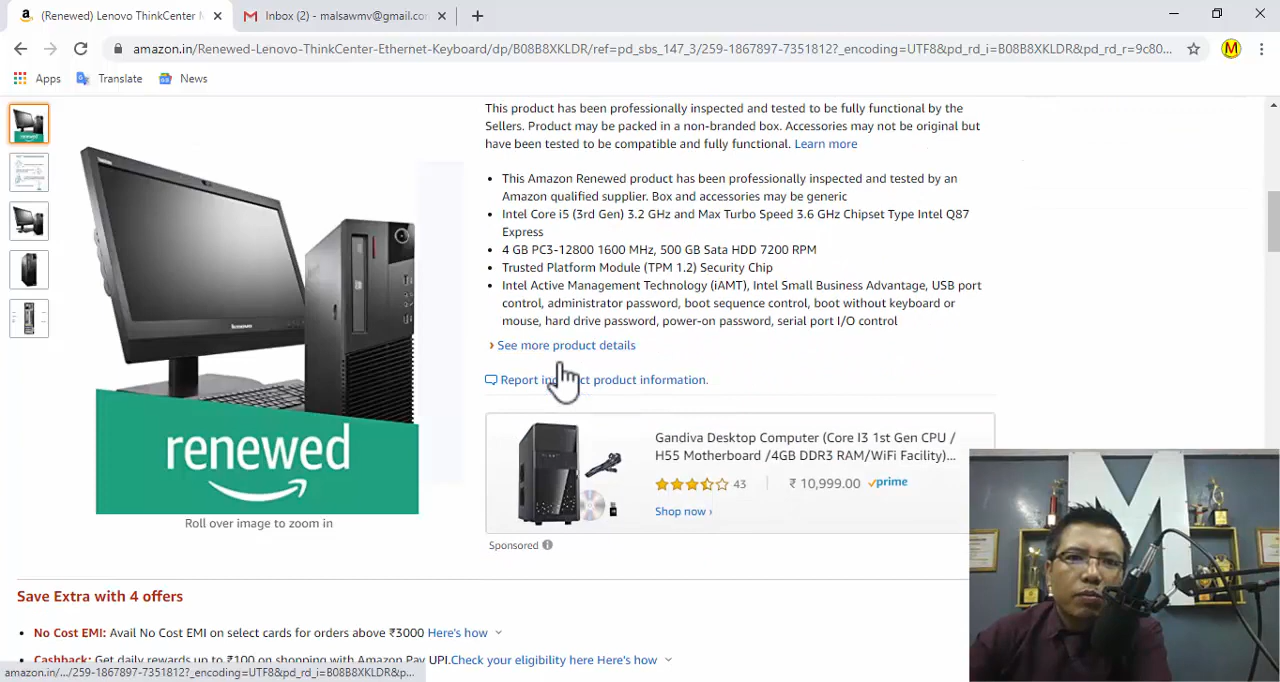 (Renewed) Lenovo ThinkCenter M
Inbox (2) - malsawmv@gmail.co
amazon.in/Renewed-Lenovo-ThinkCenter-Ethernet-Keyboard/dp/B08B8XKLDR/ref=pd_sbs_147_3/259-1867897-7351812?_encoding=UTF8&pd_rd_i=B08B8XKLDR&pd_rd_r=9c80...
M
Apps
Translate
News
This product has been professionally inspected and tested to be fully functional by the
Sellers. Product may be packed in a non-branded box. Accessories may not be original but
have been tested to be compatible and fully functional. Learn more
• This Amazon Renewed product has been professionally inspected and tested by an
Amazon qualified supplier. Box and accessories may be generic
• Intel Core i5 (3rd Gen) 3.2 GHz and Max Turbo Speed 3.6 GHz Chipset Type Intel Q87
Express
• 4 GB PC3-12800 1600 MHz, 500 GB Sata HDD 7200 RPM
• Trusted Platform Module (TPM 1.2) Security Chip
• Intel Active Management Technology (iAMT), Intel Small Business Advantage, USB port
control, administrator password, boot sequence control, boot without keyboard or
mouse, hard drive password, power-on password, serial port I/O control
› See more product details
Report in ct product information.
lenovo
renewed
Roll over image to zoom in
Gandiva Desktop Computer (Core I3 1st Gen CPU /
H55 Motherboard /4GB DDR3 RAM/WiFi Facility)...
43 | ₹ 10,999.00 prime
Shop now ›
Sponsored
M
Save Extra with 4 offers
• No Cost EMI: Avail No Cost EMI on select cards for orders above ₹3000 Here's how
• Cashback: Get daily rewards up to ₹100 on shopping with Amazon Pay UPI.Check your eligibility here Here's how
amazon.in/.../259-1867897-7351812?_encoding=UTF8&pd_rd_i=B08B8XKLDR&p...